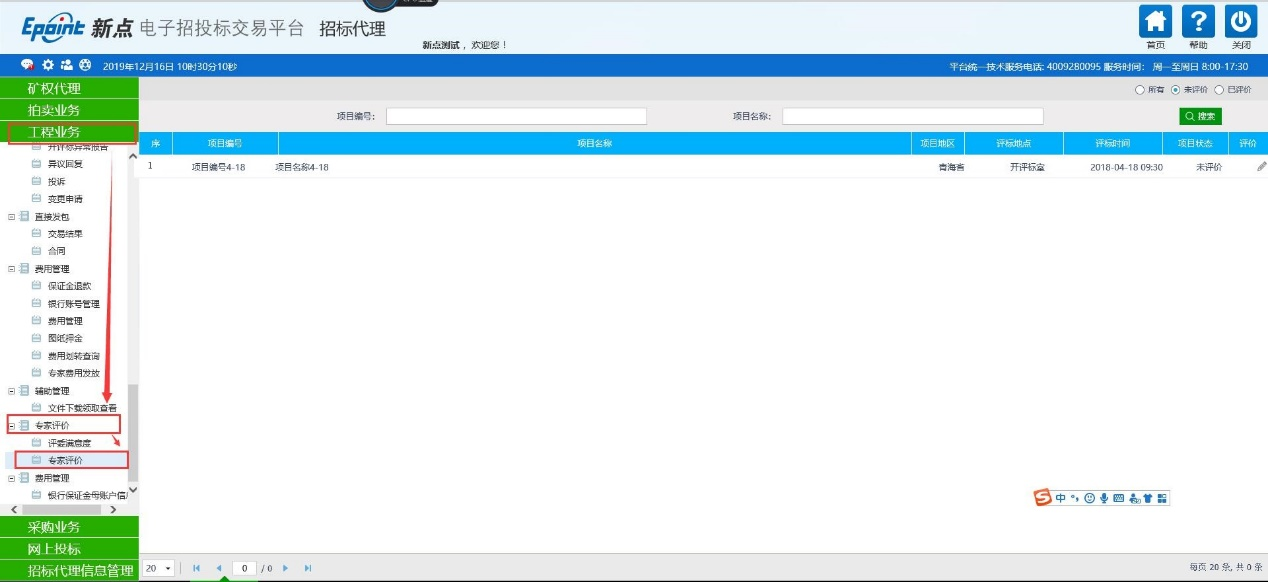 Epoint 新点 电子招投标交易平台 招标代理
新点测试，欢迎您！
首页 帮助 关闭
2019年12月16日 10时30分10秒
平台统一技术服务电话: 4009280095 服务时间： 周一至周日 8:00-17:30
矿权代理
拍卖业务
工程业务
开评标异常报告
异议回复
投诉
变更申请
直接发包
交易结果
合同
费用管理
保证金退款
银行账号管理
费用管理
图纸押金
费用划转查询
专家费用发放
辅助管理
文件下载领取查看
专家评价
评委满意度
专家评价
费用管理
银行保证金母账户信
采购业务
网上投标
招标代理信息管理
所有 未评价 已评价
项目编号： 项目名称： 搜索
序 项目编号 项目名称 项目地区 评标地点 评标时间 项目状态 评价
1 项目编号4-18 项目名称4-18 青海省 开评标室 2018-04-18 09:30 未评价
中
20 0 / 0
每页 20 条, 共 0 条